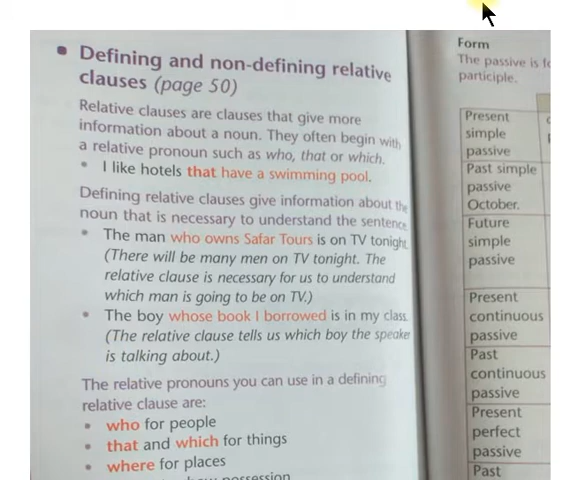 Defining and non-defining relative
clauses (page 50)
Relative clauses are clauses that give more
information about a noun. They often begin with
a relative pronoun such as who, that or which.
• I like hotels that have a swimming pool.
Defining relative clauses give information about the
noun that is necessary to understand the sentence.
• The man who owns Safar Tours is on TV tonight.
(There will be many men on TV tonight. The
relative clause is necessary for us to understand
which man is going to be on TV.)
• The boy whose book I borrowed is in my class.
(The relative clause tells us which boy the speaker
is talking about.)
The relative pronouns you can use in a defining
relative clause are:
• who for people
• that and which for things
• where for places
possession
Form
The passive is
participle.
Present
simple
passive
Past simple
passive
October.
Future
simple
passive
Present
continuous
passive
Past
continuous
passive
Present
perfect
passive
Past